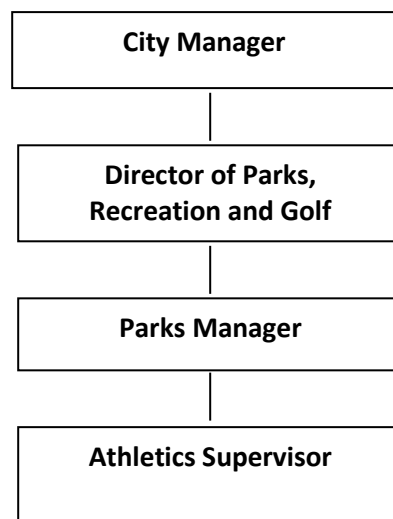 City Manager
Director of Parks,
Recreation and Golf
Parks Manager
Athletics Supervisor